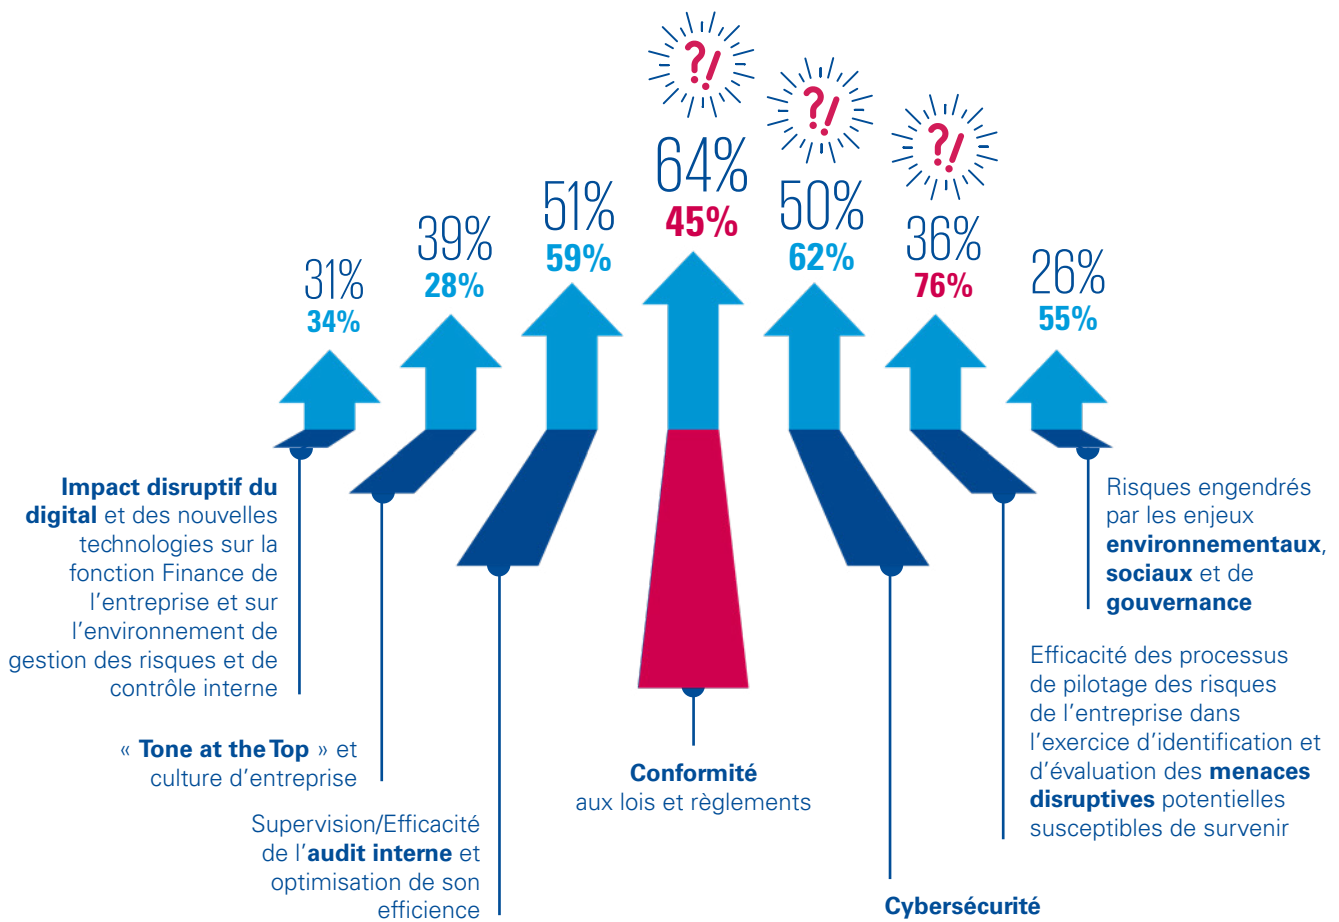 ?!
?!
?!
64%
45%
51%
59%
50%
62%
39%
28%
36%
76%
31%
34%
26%
55%
Impact disruptif du
digital et des nouvelles
technologies sur la
fonction Finance de
l'entreprise et sur
l'environnement de
gestion des risques et de
contrôle interne
« Tone at the Top » et
culture d'entreprise
Supervision/Efficacité
de l'audit interne et
optimisation de son
efficience
Conformité
aux lois et règlements
Cybersécurité
Efficacité des processus
de pilotage des risques
de l'entreprise dans
l'exercice d'identification et
d'évaluation des menaces
disruptives potentielles
susceptibles de survenir
Risques engendrés
par les enjeux
environnementaux,
sociaux et de
gouvernance